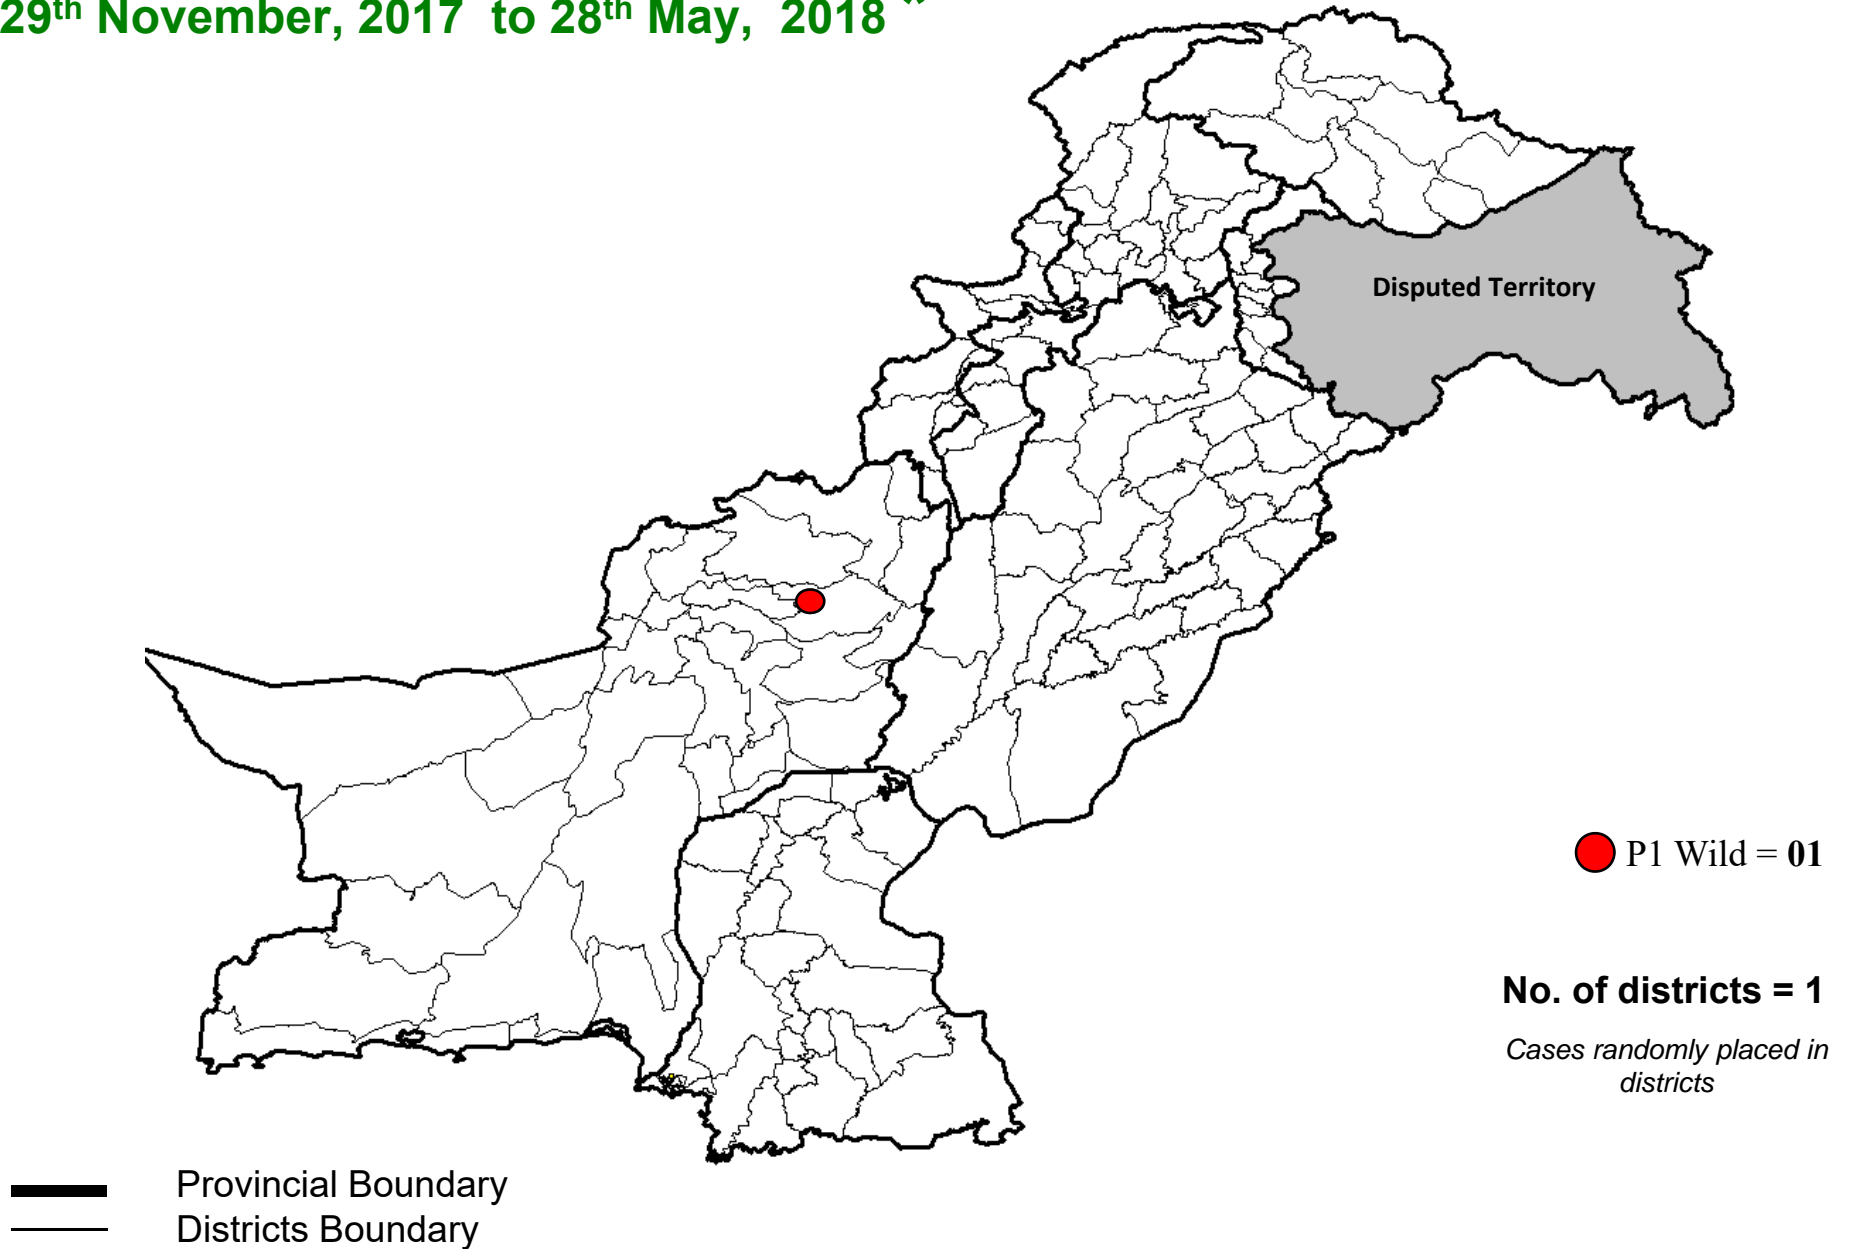 29th November, 2017 to 28th May, 2018
Disputed Territory
P1 Wild = 01
No. of districts = 1
Cases randomly placed in
districts
Provincial Boundary
Districts Boundary